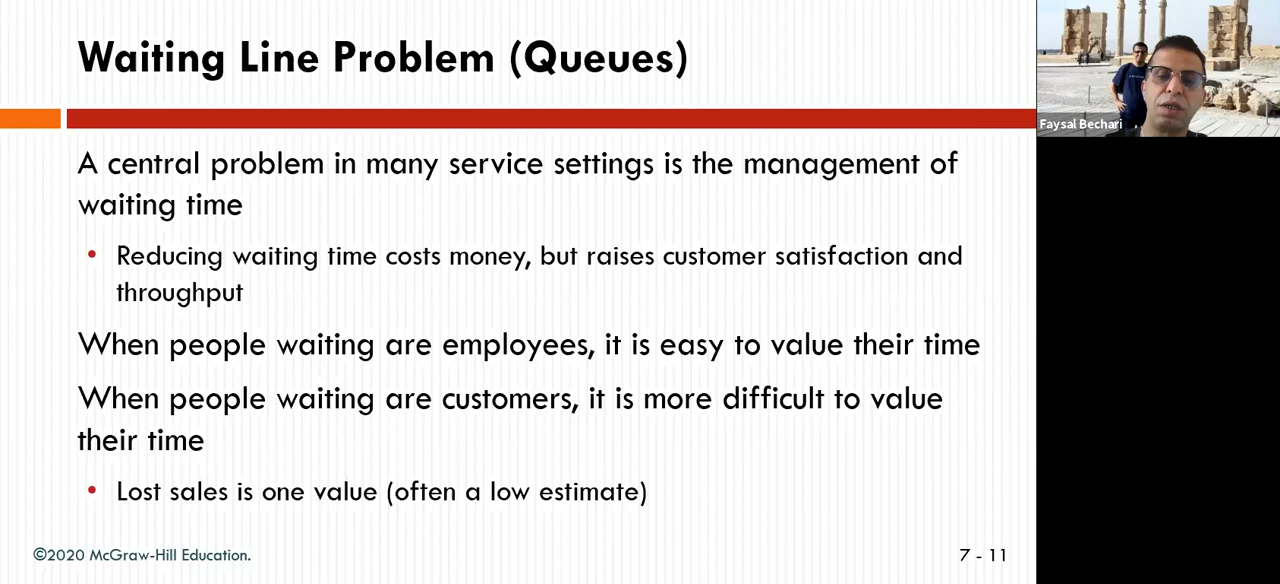 Waiting Line Problem (Queues)
A central problem in many service settings is the management of
waiting time
• Reducing waiting time costs money, but raises customer satisfaction and
throughput
When people waiting are employees, it is easy to value their time
When people waiting are customers, it is more difficult to value
their time
• Lost sales is one value (often a low estimate)
©2020 McGraw-Hill Education.
7 - 11
Faysal Bechari